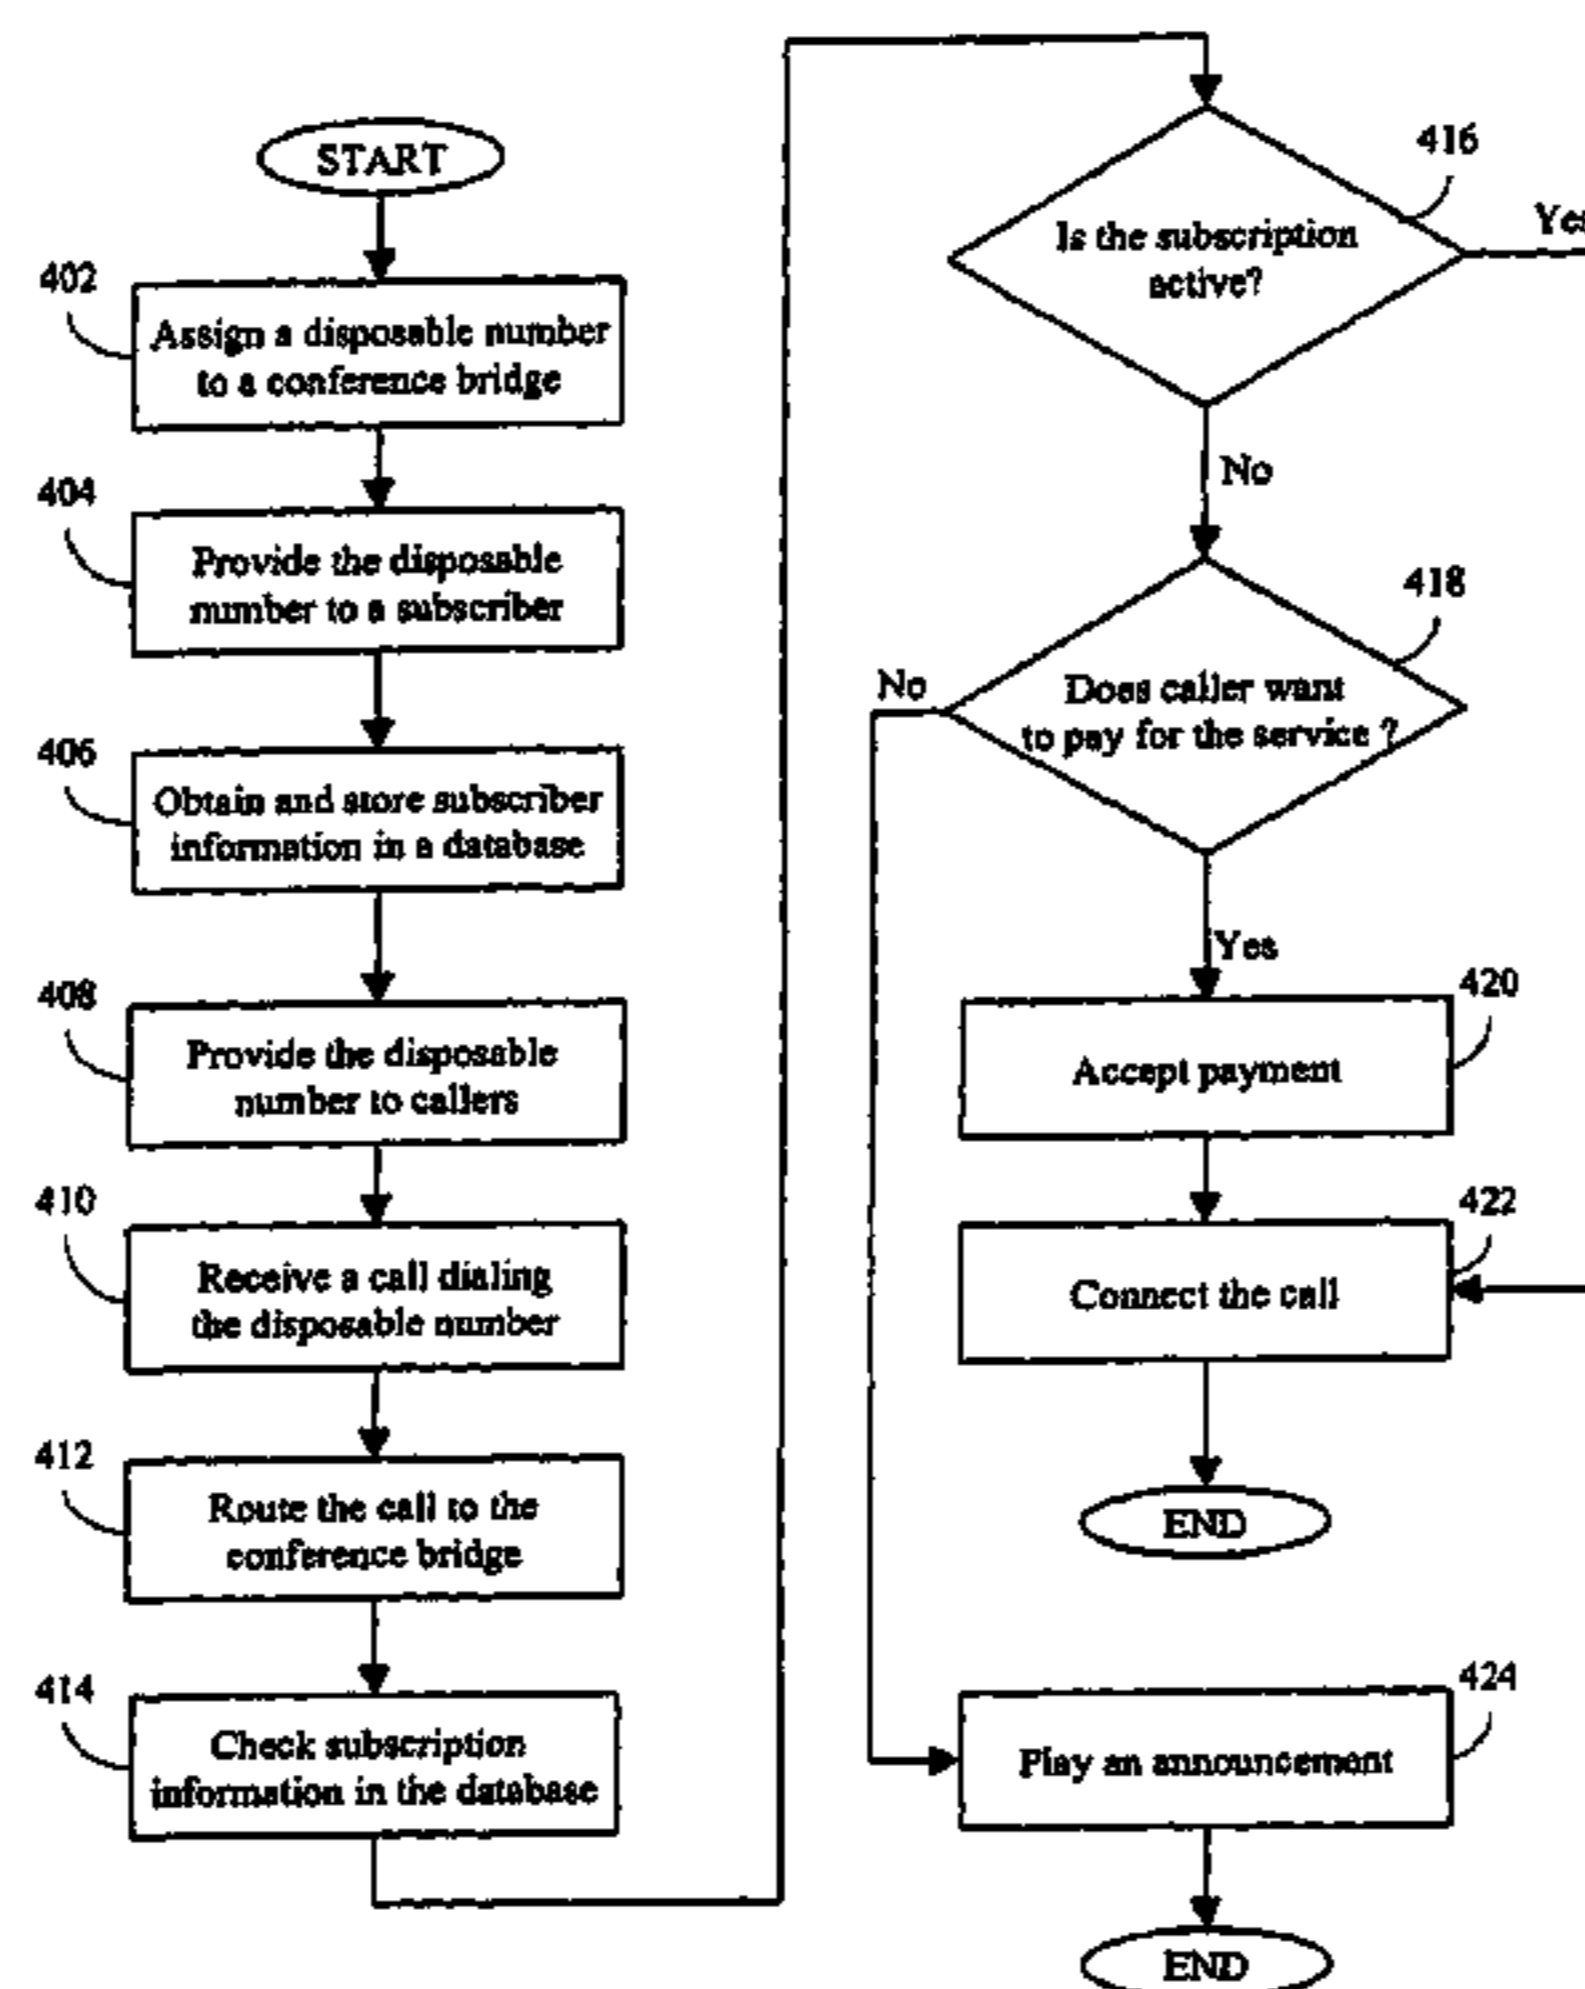 START
402
Assign a disposable number
to a conference bridge
404
Provide the disposable
number to a subscriber
406
Obtain and store subscriber
information in a database
408
Provide the disposable
number to callers
410
Receive a call dialing
the disposable number
412
Route the call to the
conference bridge
414
Check subscription
information in the database
416
Is the subscription
active?
Yes
No
418
Does caller want
to pay for the service ?
No
Yes
420
Accept payment
422
Connect the call
END
424
Play an announcement
END